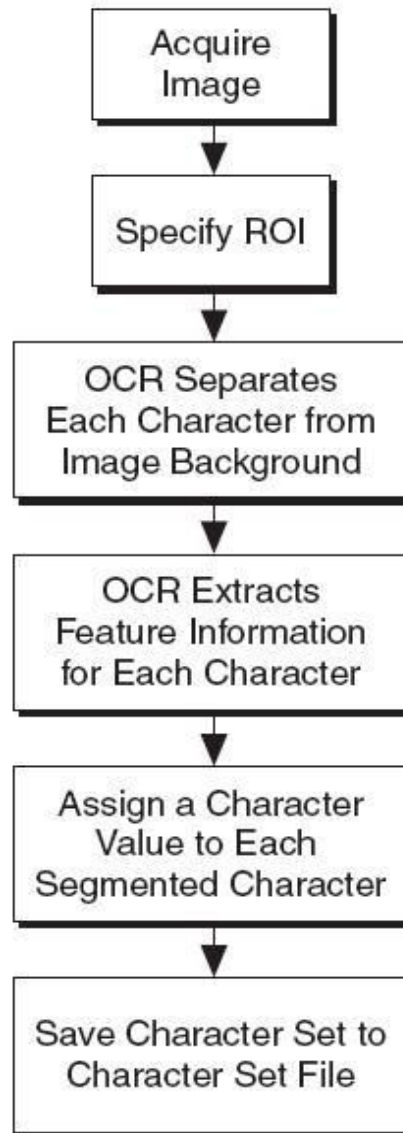 Acquire
Image
Specify ROI
OCR Separates
Each Character from
Image Background
OCR Extracts
Feature Information
for Each Character
Assign a Character
Value to Each
Segmented Character
Save Character Set to
Character Set File